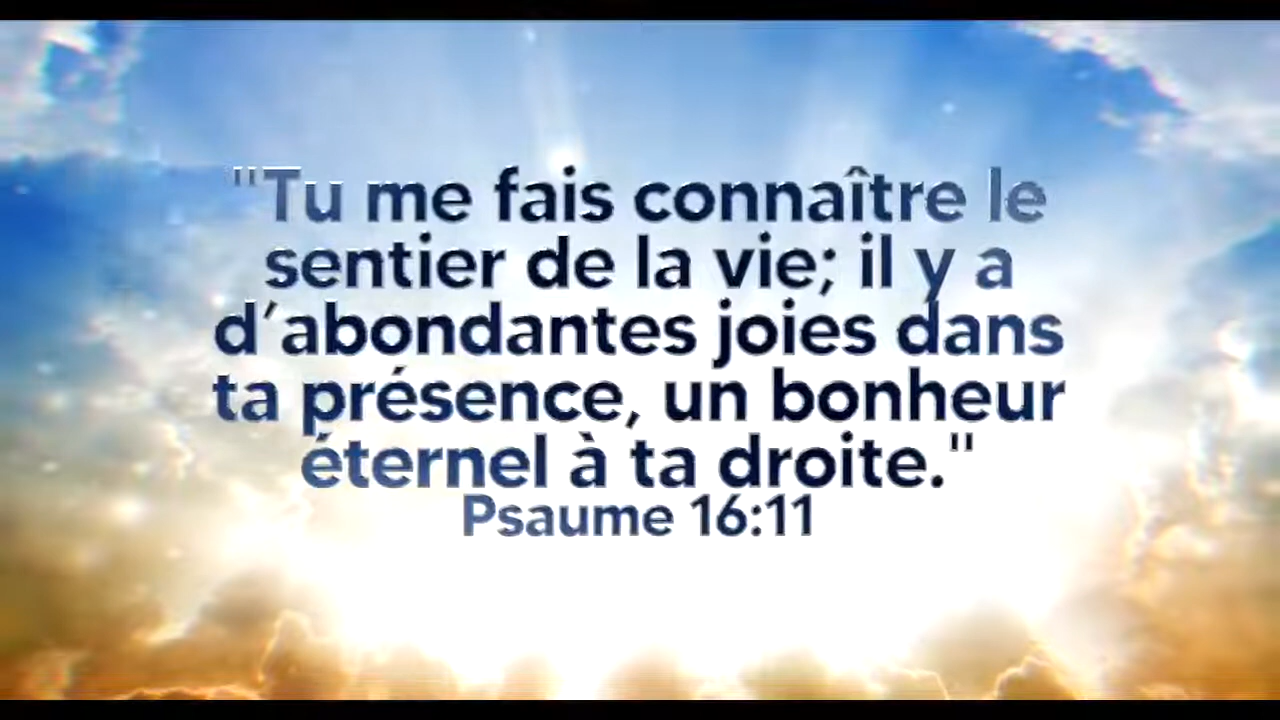 "Tu me fais connaître le
sentier de la vie; il y a
d'abondantes joies dans
ta présence, un bonheur
éternel à ta droite."
Psaume 16:11